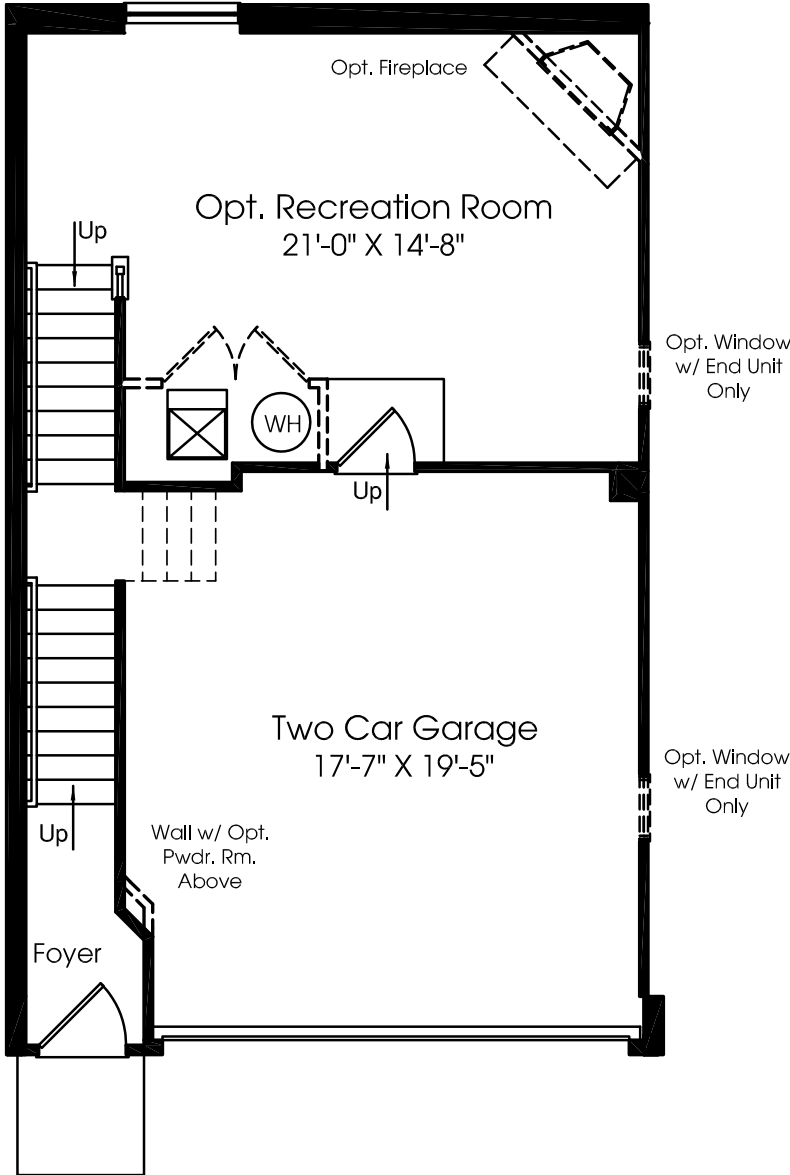 Opt. Fireplace
Opt. Recreation Room
21'-0" X 14'-8"
Up
Opt. Window
w/ End Unit
Only
WH
Up
Two Car Garage
17'-7" X 19'-5"
Opt. Window
w/ End Unit
Only
Up
Wall w/ Opt.
Pwdr. Rm.
Above
Foyer